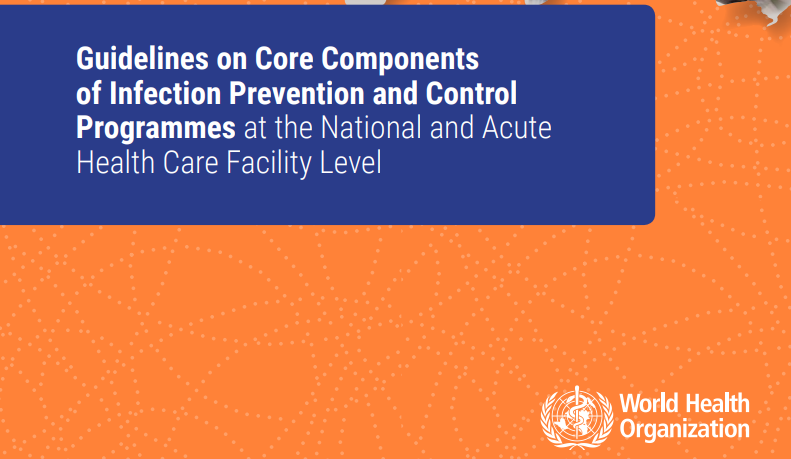 Guidelines on Core Components
of Infection Prevention and Control
Programmes at the National and Acute
Health Care Facility Level
World Health
Organization